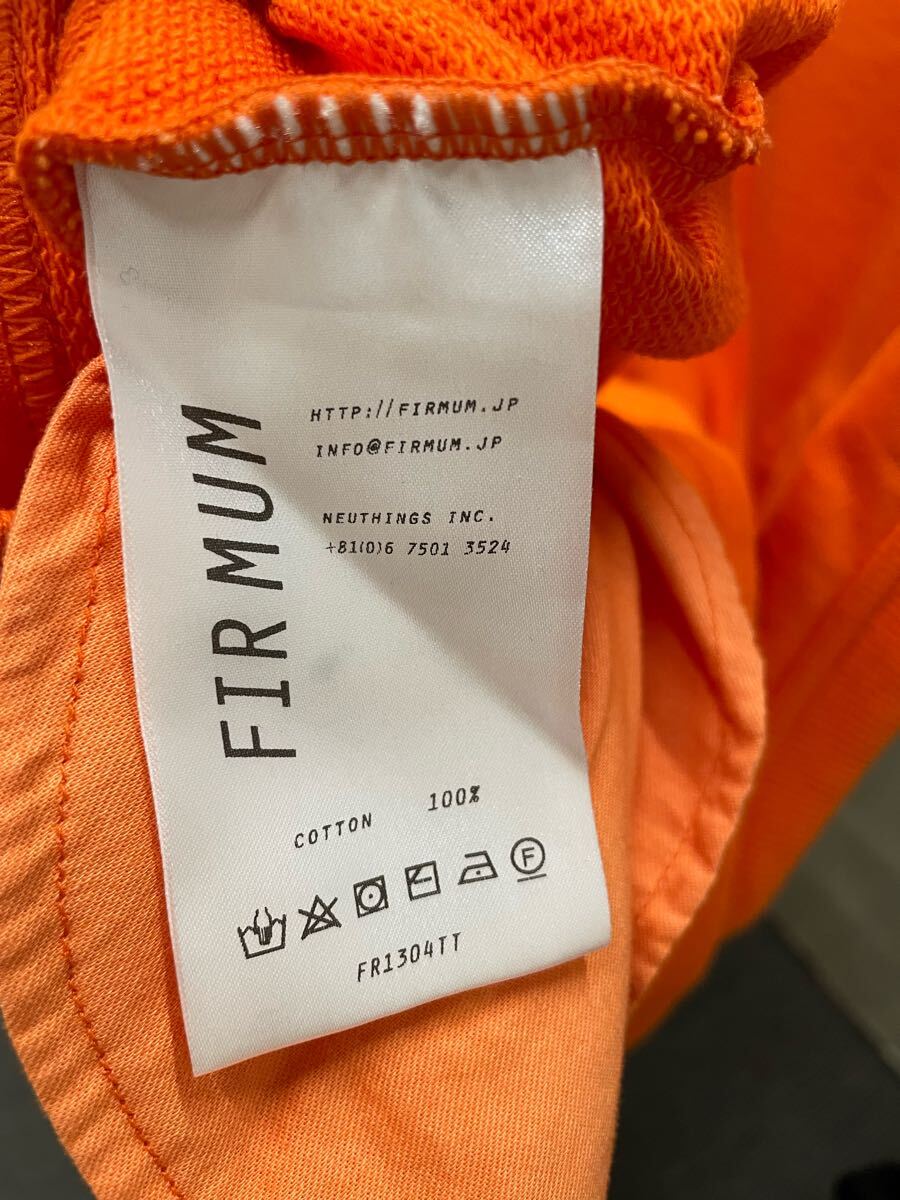 FIRMUM
HTTP://FIRMUM.JP
INFO@FIRMUM.JP
NEUTHINGS INC.
+81(0)6 7501 3524
COTTON 100%
F
FR1304TT